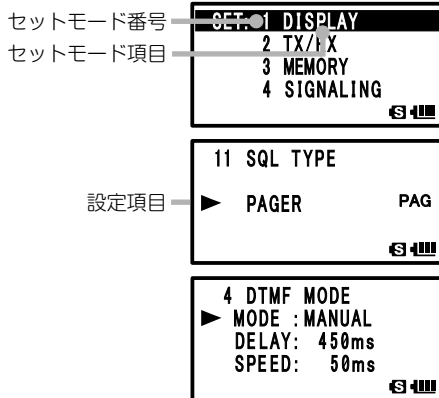 セットモード番号
セットモード項目
SET: 1 DISPLAY
2 TX/RX
3 MEMORY
4 SIGNALING
S
11 SQL TYPE
設定項目
PAGER PAG
S
4 DTMF MODE
MODE :MANUAL
DELAY: 450ms
SPEED: 50ms
S